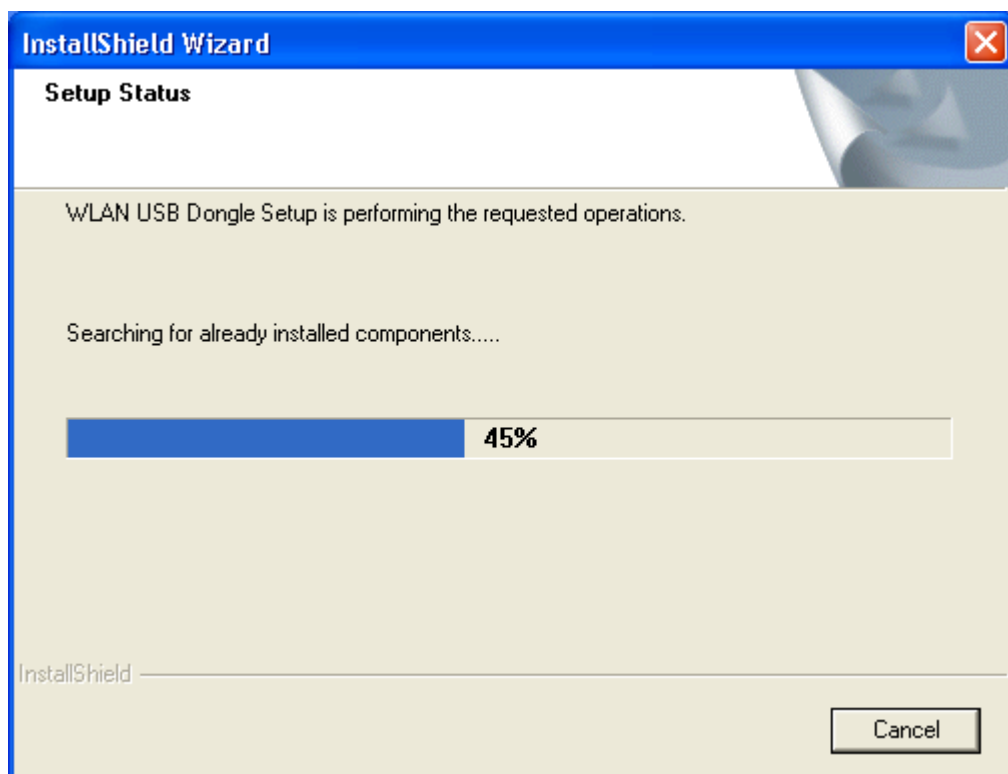 InstallShield Wizard
Setup Status
WLAN USB Dongle Setup is performing the requested operations.
Searching for already installed components.....
45%
InstallShield
Cancel